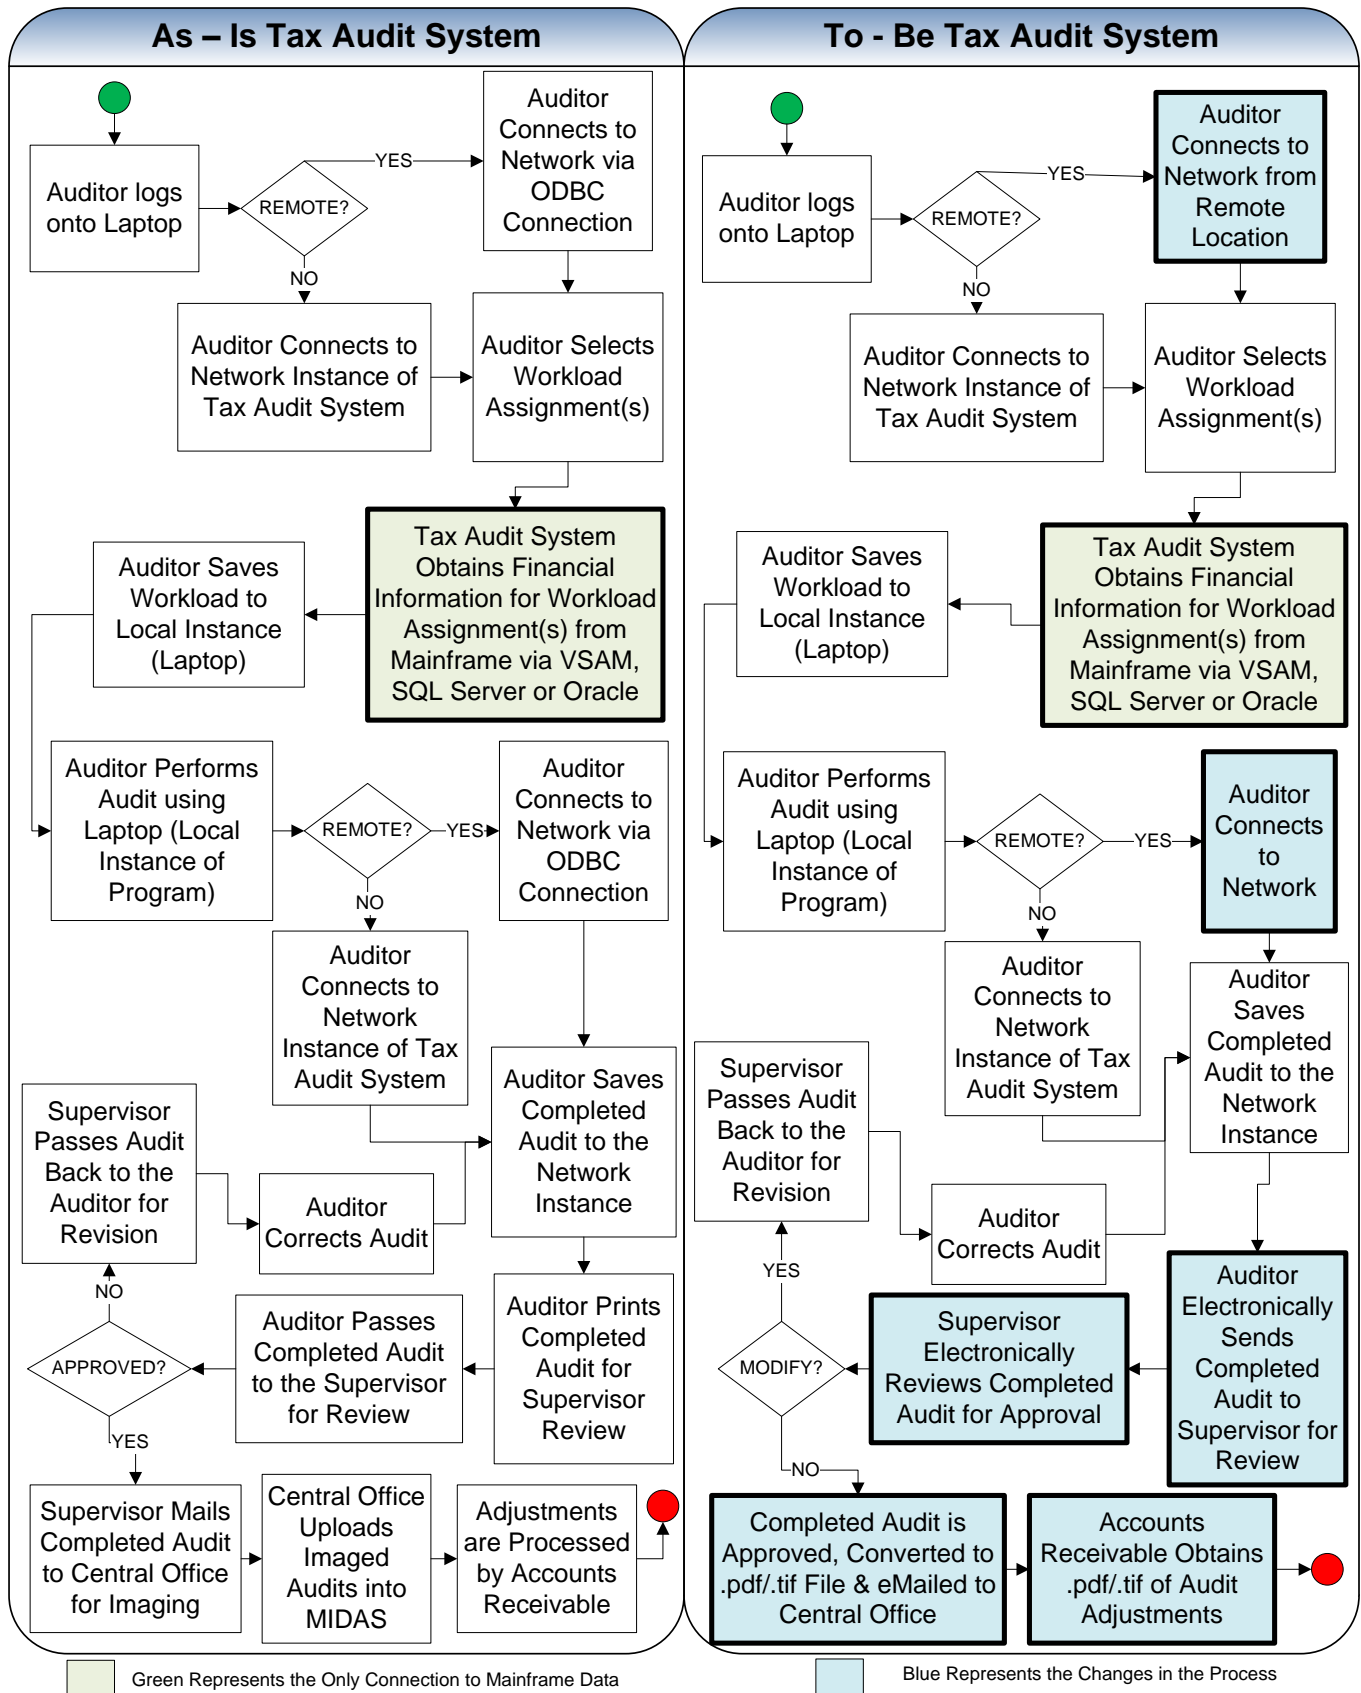 As – Is Tax Audit System
Auditor logs
onto Laptop
REMOTE?
YES
Auditor
Connects to
Network via
ODBC
Connection
NO
Auditor Connects to
Network Instance of
Tax Audit System
Auditor Selects
Workload
Assignment(s)
Tax Audit System
Obtains Financial
Information for Workload
Assignment(s) from
Mainframe via VSAM,
SQL Server or Oracle
Auditor Saves
Workload to
Local Instance
(Laptop)
Auditor Performs
Audit using
Laptop (Local
Instance of
Program)
REMOTE?
YES
Auditor
Connects to
Network via
ODBC
Connection
NO
Auditor
Connects to
Network
Instance of Tax
Audit System
Auditor Saves
Completed
Audit to the
Network
Instance
Supervisor
Passes Audit
Back to the
Auditor for
Revision
Auditor
Corrects Audit
NO
APPROVED?
Auditor Passes
Completed Audit
to the Supervisor
for Review
Auditor Prints
Completed
Audit for
Supervisor
Review
YES
Supervisor Mails
Completed Audit
to Central Office
for Imaging
Central Office
Uploads
Imaged
Audits into
MIDAS
Adjustments
are Processed
by Accounts
Receivable
Green Represents the Only Connection to Mainframe Data
To - Be Tax Audit System
Auditor logs
onto Laptop
REMOTE?
YES
Auditor
Connects to
Network from
Remote
Location
NO
Auditor Connects to
Network Instance of
Tax Audit System
Auditor Selects
Workload
Assignment(s)
Tax Audit System
Obtains Financial
Information for Workload
Assignment(s) from
Mainframe via VSAM,
SQL Server or Oracle
Auditor Saves
Workload to
Local Instance
(Laptop)
Auditor Performs
Audit using
Laptop (Local
Instance of
Program)
REMOTE?
YES
Auditor
Connects
to
Network
NO
Auditor
Connects to
Network
Instance of Tax
Audit System
Auditor
Saves
Completed
Audit to the
Network
Instance
Supervisor
Passes Audit
Back to the
Auditor for
Revision
Auditor
Corrects Audit
YES
MODIFY?
Supervisor
Electronically
Reviews Completed
Audit for Approval
Auditor
Electronically
Sends
Completed
Audit to
Supervisor for
Review
NO
Completed Audit is
Approved, Converted to
.pdf/.tif File & eMailed to
Central Office
Accounts
Receivable Obtains
.pdf/.tif of Audit
Adjustments
Blue Represents the Changes in the Process